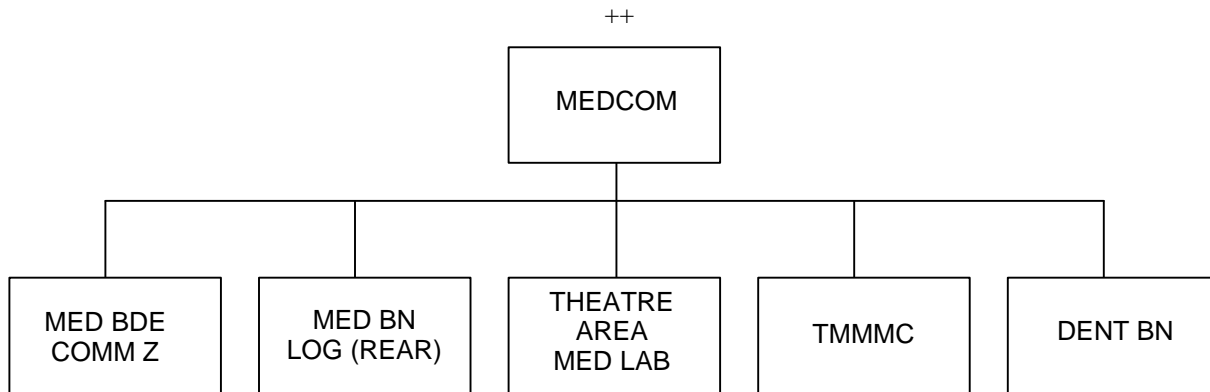 ++
MEDCOM
MED BDE
COMM Z
MED BN
LOG (REAR)
THEATRE
AREA
MED LAB
TMMMC
DENT BN